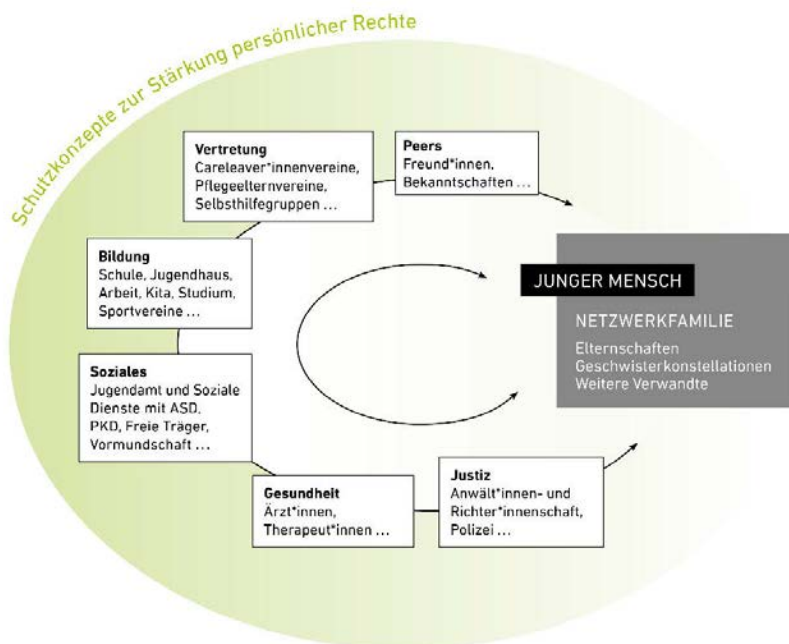 Schutzkonzepte zur Stärkung persönlicher Rechte
Vertretung
Careleaver*innenvereine,
Pflegeelternvereine,
Selbsthilfegruppen ...
Peers
Freund*innen,
Bekanntschaften ...
Bildung
Schule, Jugendhaus,
Arbeit, Kita, Studium,
Sportvereine ...
JUNGER MENSCH
NETZWERKFAMILIE
Elternschaften
Geschwisterkonstellationen
Weitere Verwandte
Soziales
Jugendamt und Soziale
Dienste mit ASD,
PKD, Freie Träger,
Vormundschaft ...
Gesundheit
Ärzt*innen,
Therapeut*innen ...
Justiz
Anwält*innen- und
Richter*innenschaft,
Polizei ...